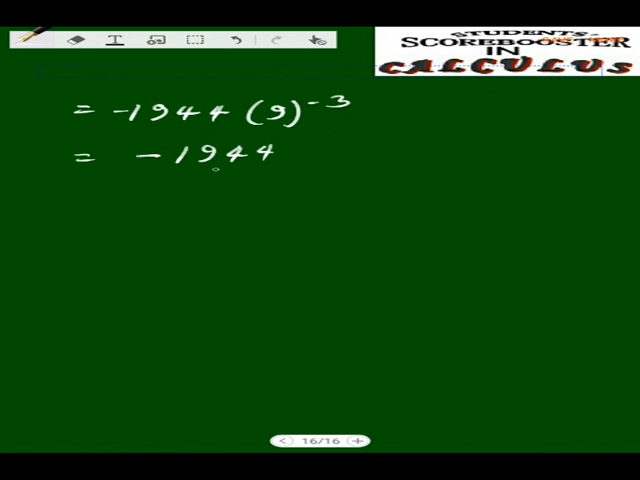 STUDENTS
SCOREBOOSTER
IN
CALCULUS
= -1944 (9)^-3
= -1944
16/16